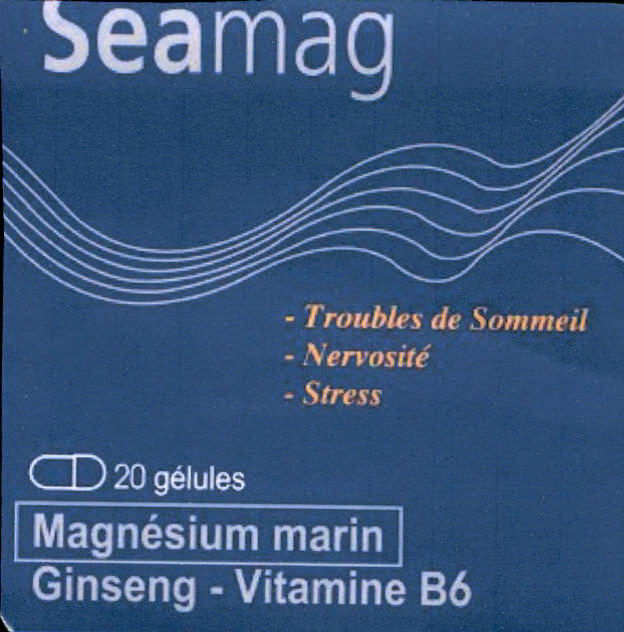 Seamag
- Troubles de Sommeil
- Nervosité
- Stress
20 gélules
Magnésium marin
Ginseng - Vitamine B6